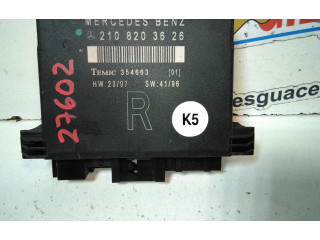 MERCEDES BENZ
210 820 36 26
TEMIC 354663 [01]
HW:23/97 SW:41/96
R
K5
27602
esguace